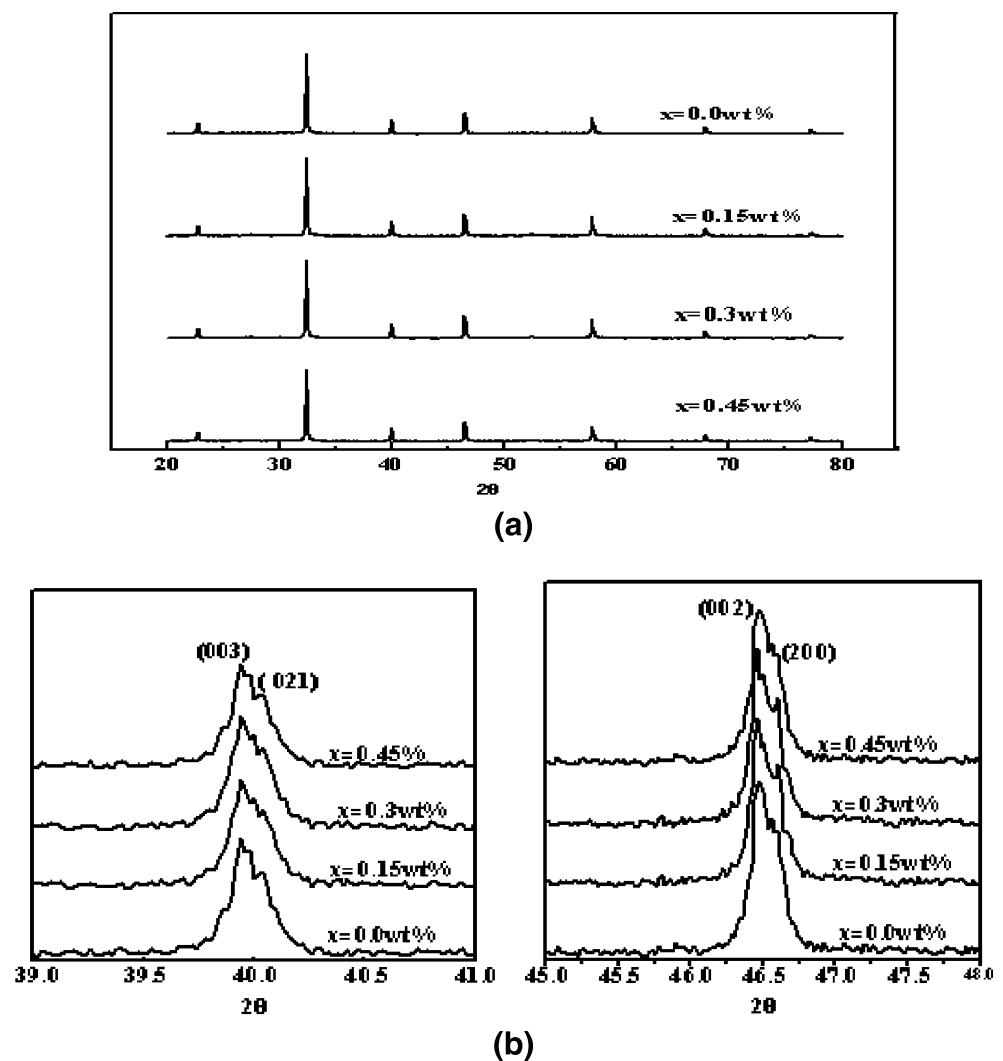 x=0.0wt%
x=0.15wt%
x=0.3wt%
x=0.45wt%
20 30 40 50 60 70 80
2θ
(a)
(003)
( 021)
x=0.45%
x=0.3wt%
x=0.15wt%
x=0.0wt%
39.0 39.5 40.0 40.5 41.0
2θ
(002)
(200)
x=0.45wt%
x=0.3wt%
x=0.15wt%
x=0.0wt%
45.0 45.5 46.0 46.5 47.0 47.5 48.0
2θ
(b)